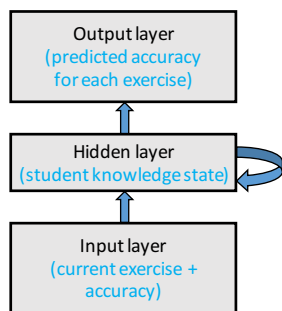 Output layer
(predicted accuracy
for each exercise)
Hidden layer
(student knowledge state)
Input layer
(current exercise +
accuracy)